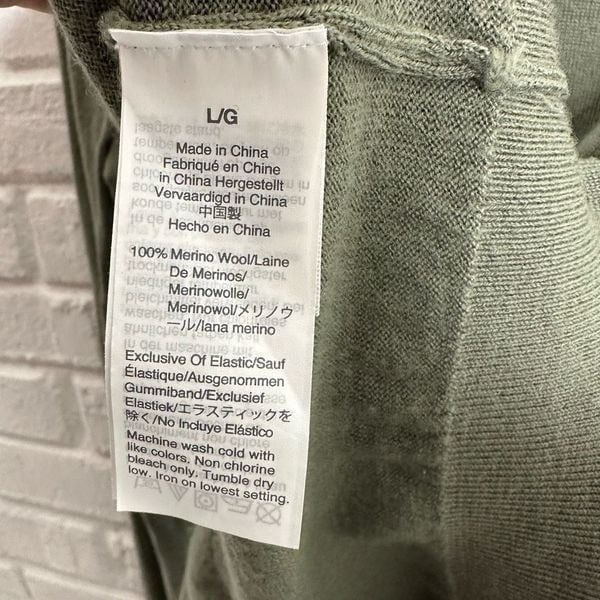 L/G
Made in China
Fabriqué en Chine
in China Hergestellt
Vervaardigd in China
中国製
Hecho en China
100% Merino Wool/Laine
De Merinos/
Merinowolle/
Merinowol/メリノウ
ール/lana merino
Exclusive Of Elastic/Sauf
Élastique/Ausgenommen
Gummiband/Exclusief
Elastiek/エラスティックを
除く/No Incluye Elástico
Machine wash cold with
like colors. Non chlorine
bleach only. Tumble dry
low. Iron on lowest setting.